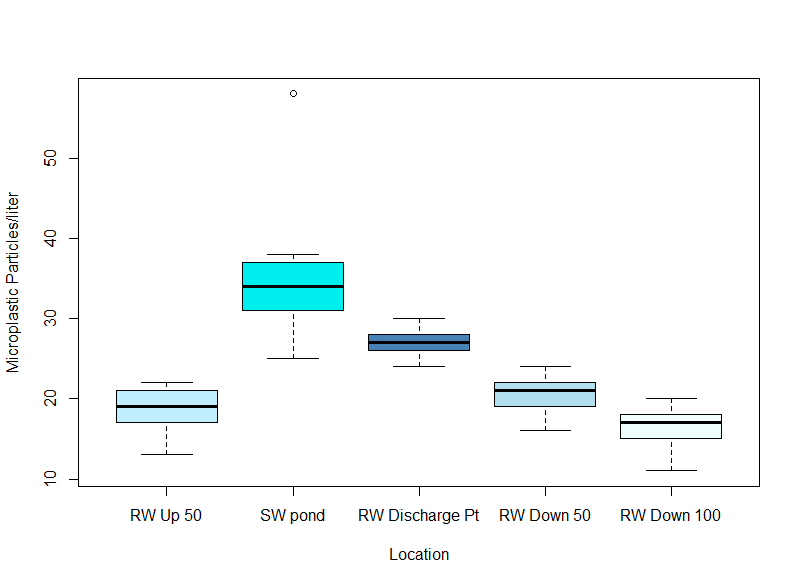 Microplastic Particles/liter
50
40
30
20
10
RW Up 50
SW pond
RW Discharge Pt
RW Down 50
RW Down 100
Location